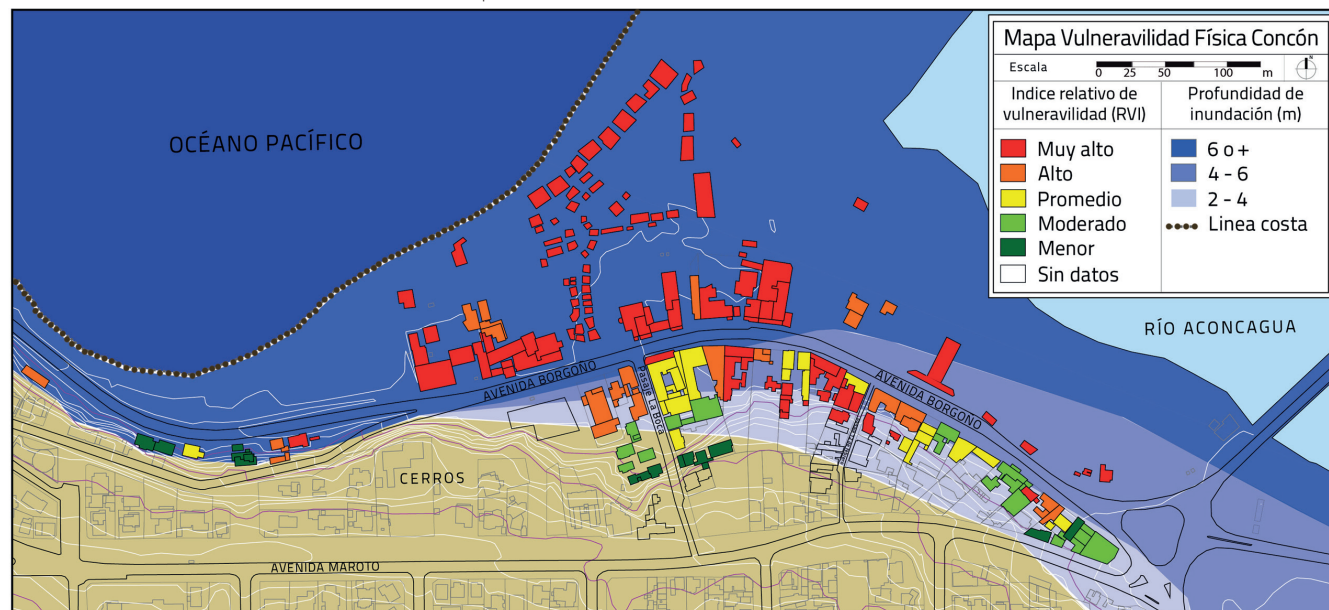 Mapa Vulneravilidad Física Concón
Escala
0 25 50 100 m
N
Indice relativo de
vulneravilidad (RVI)
Muy alto
Alto
Promedio
Moderado
Menor
Sin datos
Profundidad de
inundación (m)
6 o +
4 - 6
2 - 4
Linea costa
OCÉANO PACÍFICO
RÍO ACONCAGUA
AVENIDA BORGOÑO
Pasaje La Boca
AVENIDA BORGOÑO
CERROS
AVENIDA MAROTO